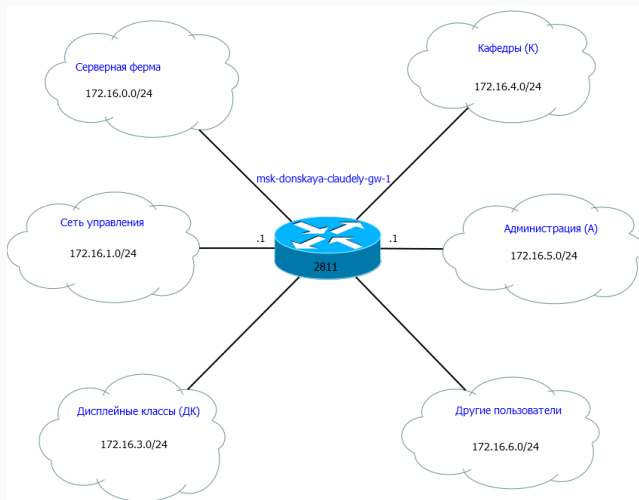 Серверная ферма
172.16.0.0/24
Кафедры (К)
172.16.4.0/24
msk-donskaya-claudely-gw-1
Сеть управления
172.16.1.0/24
.1
.1
2811
Администрация (А)
172.16.5.0/24
Дисплейные классы (ДК)
172.16.3.0/24
Другие пользователи
172.16.6.0/24